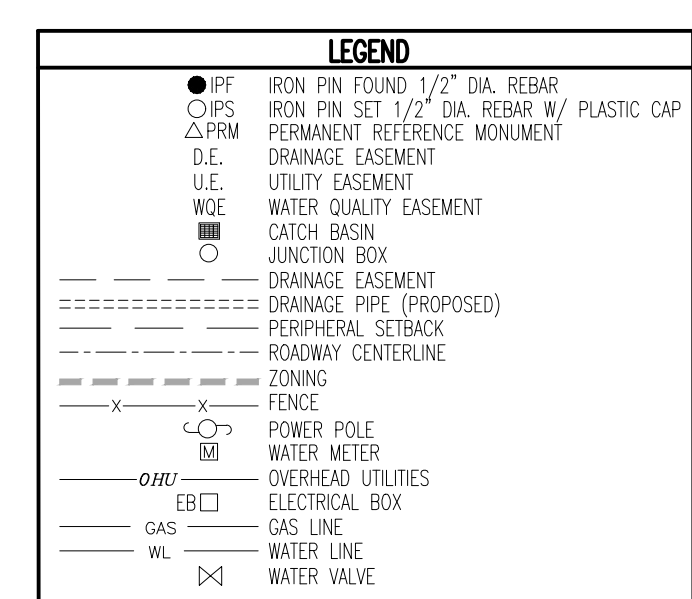 LEGEND
IPF IRON PIN FOUND 1/2" DIA. REBAR
IPS IRON PIN SET 1/2" DIA. REBAR W/ PLASTIC CAP
PRM PERMANENT REFERENCE MONUMENT
D.E. DRAINAGE EASEMENT
U.E. UTILITY EASEMENT
WQE WATER QUALITY EASEMENT
CATCH BASIN
JUNCTION BOX
DRAINAGE EASEMENT
DRAINAGE PIPE (PROPOSED)
PERIPHERAL SETBACK
ROADWAY CENTERLINE
ZONING
X X FENCE
POWER POLE
M WATER METER
OHU OVERHEAD UTILITIES
EB ELECTRICAL BOX
GAS GAS LINE
WL WATER LINE
WATER VALVE